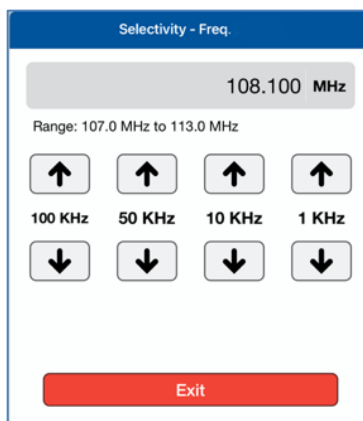 Selectivity - Freq.
108.100 MHz
Range: 107.0 MHz to 113.0 MHz
100 KHz 50 KHz 10 KHz 1 KHz
Exit